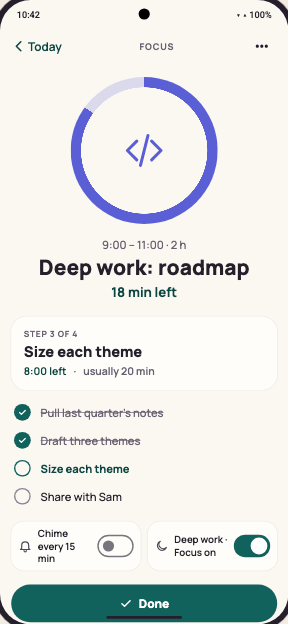 10:42
100%
Today
FOCUS
9:00 – 11:00 · 2 h
Deep work: roadmap
18 min left
STEP 3 OF 4
Size each theme
8:00 left · usually 20 min
Pull last quarter's notes
Draft three themes
Size each theme
Share with Sam
Chime
every 15
min
Deep work ·
Focus on
Done